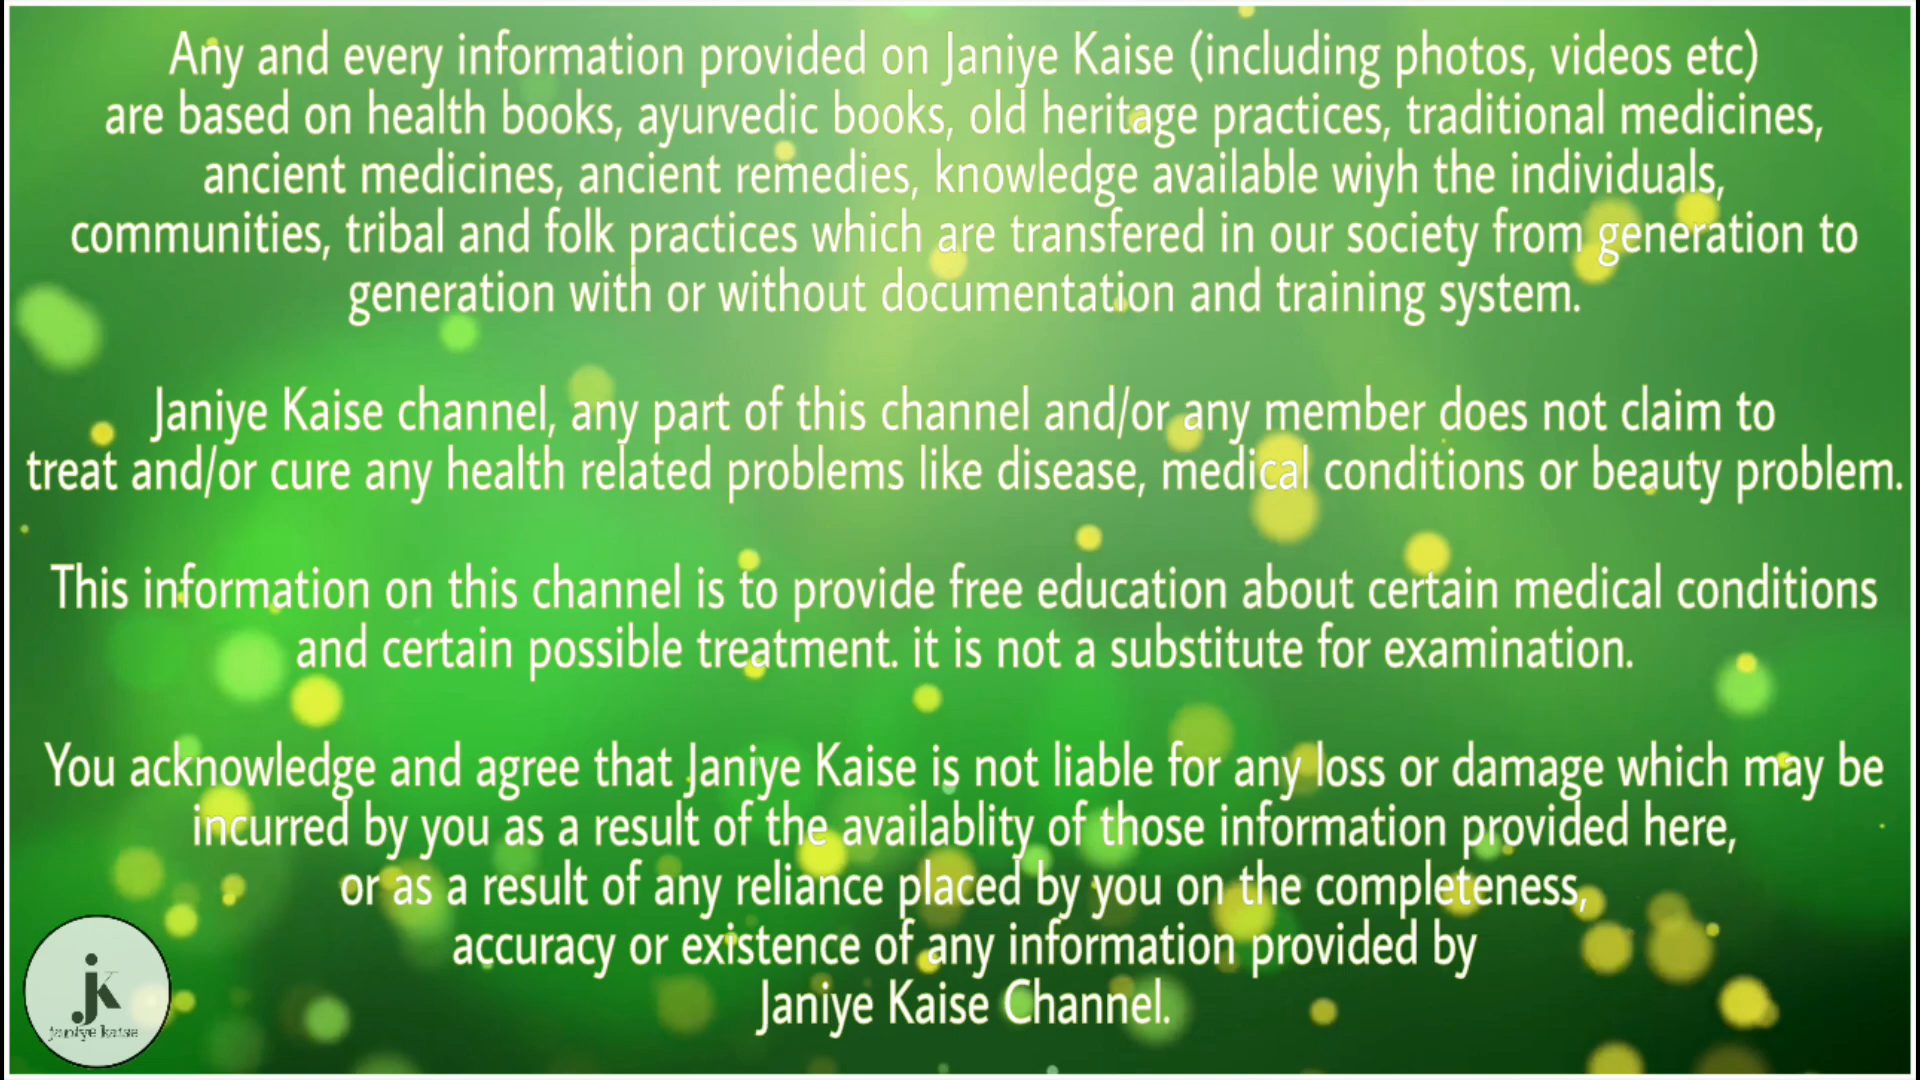 Any and every information provided on Janiye Kaise (including photos, videos etc)
are based on health books, ayurvedic books, old heritage practices, traditional medicines,
ancient medicines, ancient remedies, knowledge available wiyh the individuals,
communities, tribal and folk practices which are transfered in our society from generation to
generation with or without documentation and training system.
Janiye Kaise channel, any part of this channel and/or any member does not claim to
treat and/or cure any health related problems like disease, medical conditions or beauty problem.
This information on this channel is to provide free education about certain medical conditions
and certain possible treatment. it is not a substitute for examination.
You acknowledge and agree that Janiye Kaise is not liable for any loss or damage which may be
incurred by you as a result of the availablity of those information provided here,
or as a result of any reliance placed by you on the completeness,
accuracy or existence of any information provided by
Janiye Kaise Channel.
jk
janiye kaise